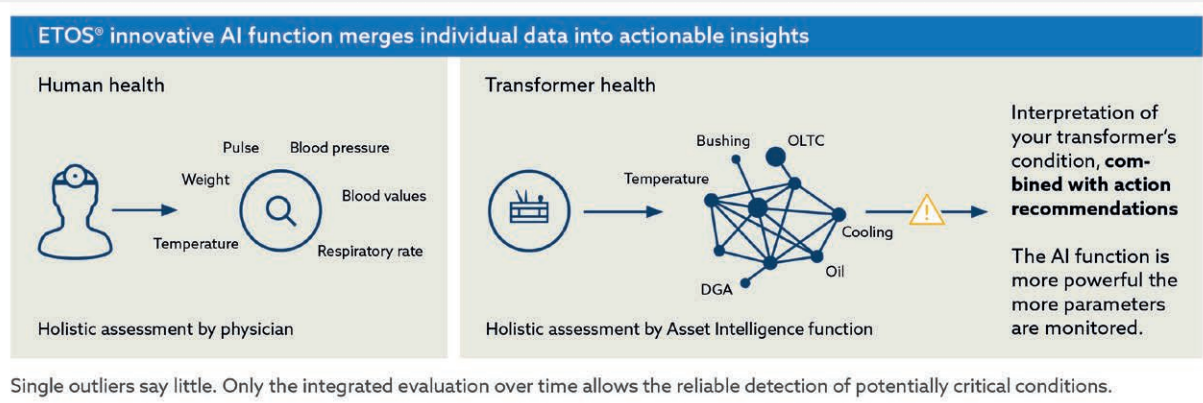 ETOS® innovative AI function merges individual data into actionable insights
Human health
Pulse
Blood pressure
Weight
Blood values
Temperature
Respiratory rate
Holistic assessment by physician
Transformer health
Bushing
OLTC
Temperature
Cooling
Oil
DGA
Holistic assessment by Asset Intelligence function
!
Interpretation of
your transformer's
condition, com-
bined with action
recommendations
The AI function is
more powerful the
more parameters
are monitored.
Single outliers say little. Only the integrated evaluation over time allows the reliable detection of potentially critical conditions.